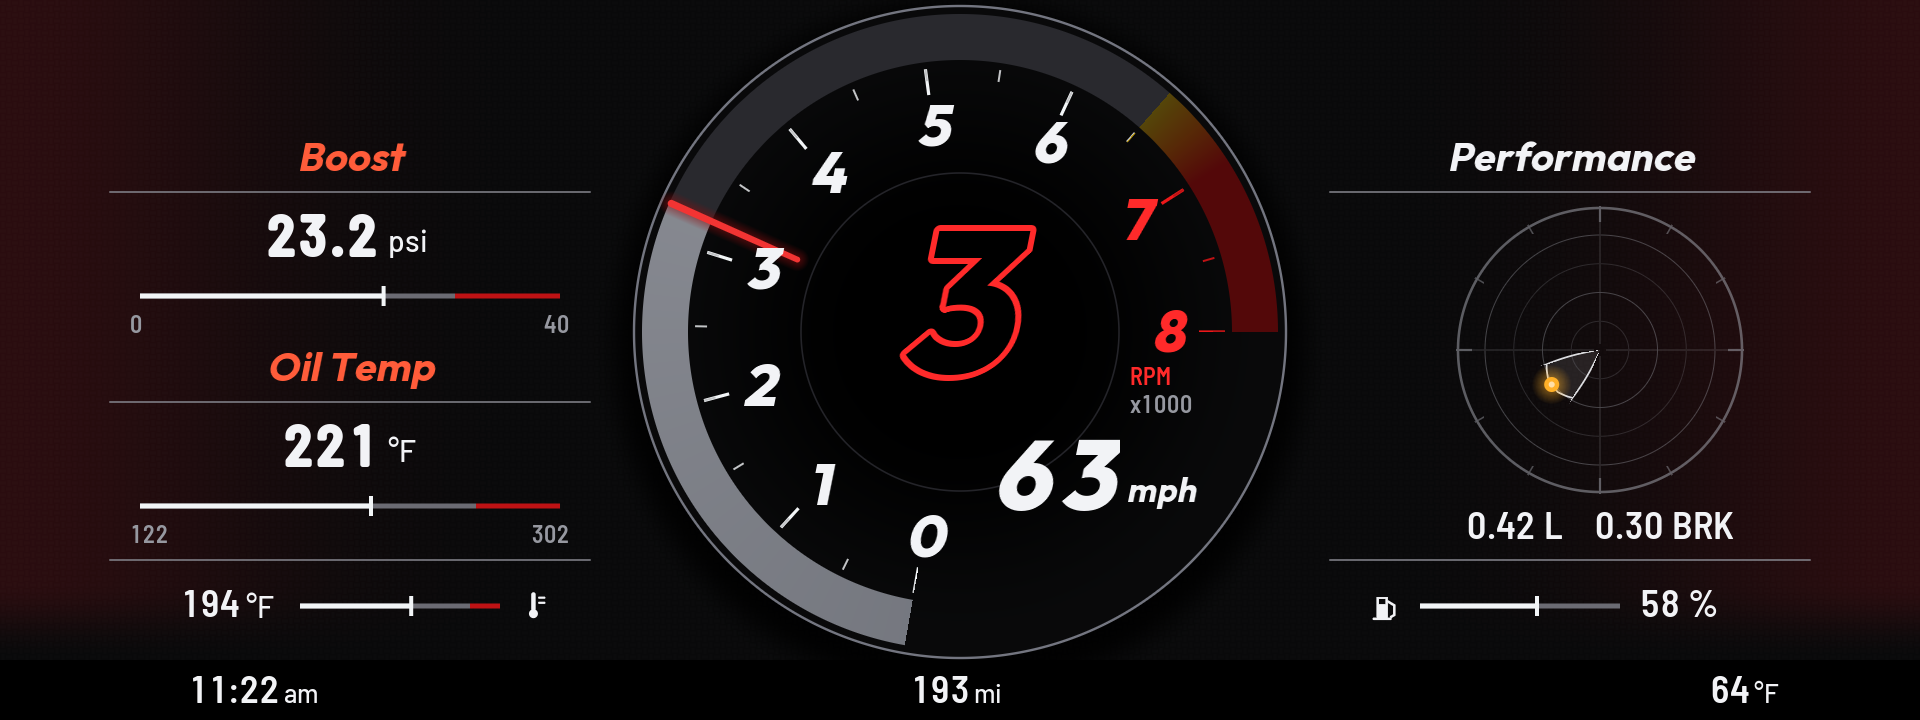 Boost
23.2 psi
0 40
Oil Temp
221 °F
122 302
194 °F
11:22 am
0
1
2
3
4
5
6
7
8
3
RPM
x1000
63 mph
193 mi
Performance
0.42 L 0.30 BRK
58 %
64 °F